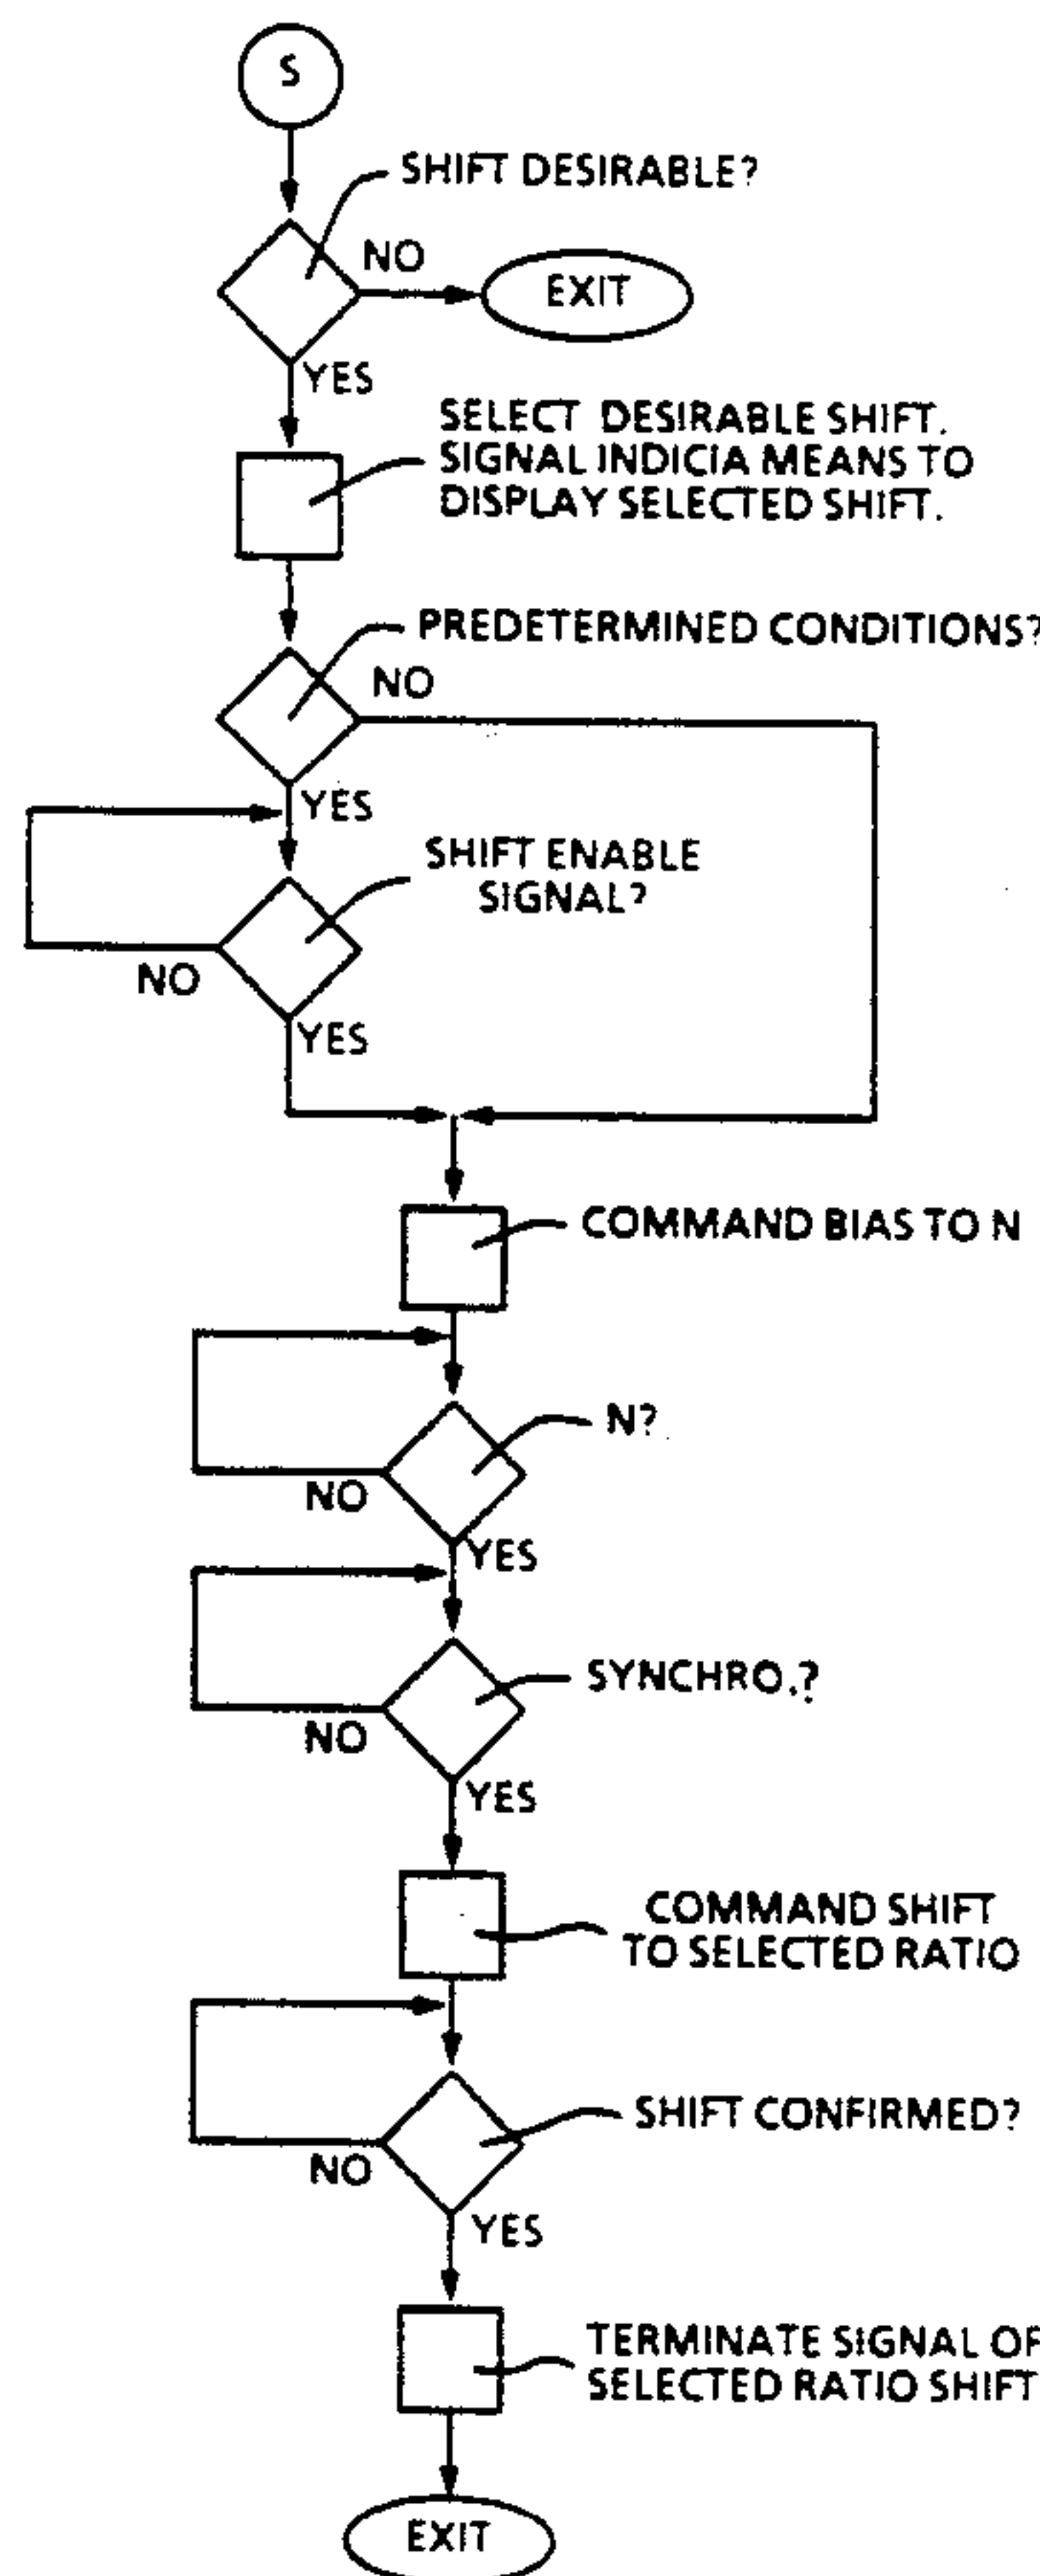 S
SHIFT DESIRABLE?
NO
EXIT
YES
SELECT DESIRABLE SHIFT.
SIGNAL INDICIA MEANS TO
DISPLAY SELECTED SHIFT.
PREDETERMINED CONDITIONS?
NO
YES
SHIFT ENABLE
SIGNAL?
NO
YES
COMMAND BIAS TO N
N?
NO
YES
SYNCHRO.?
NO
YES
COMMAND SHIFT
TO SELECTED RATIO
SHIFT CONFIRMED?
NO
YES
TERMINATE SIGNAL OF
SELECTED RATIO SHIFT
EXIT